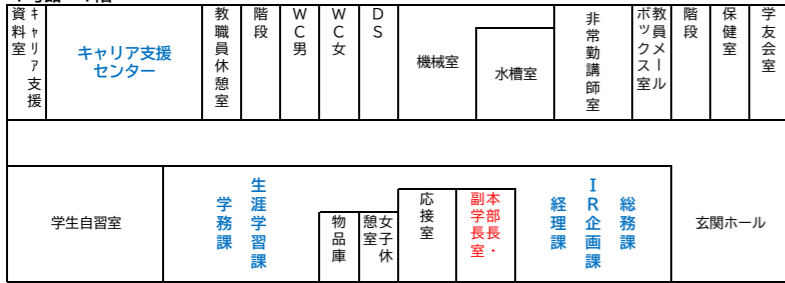 キャリア支援
資料室
キャリア支援
センター
教職員休憩室
階段
WC男
WC女
DS
機械室
水槽室
非常勤講師室
教員メール
ボックス室
階段
保健室
学友会室
学生自習室
学務課
生涯学習課
物品庫
女子休
憩室
応接室
本部長・
副学長室
経理課
IR企画課
総務課
玄関ホール